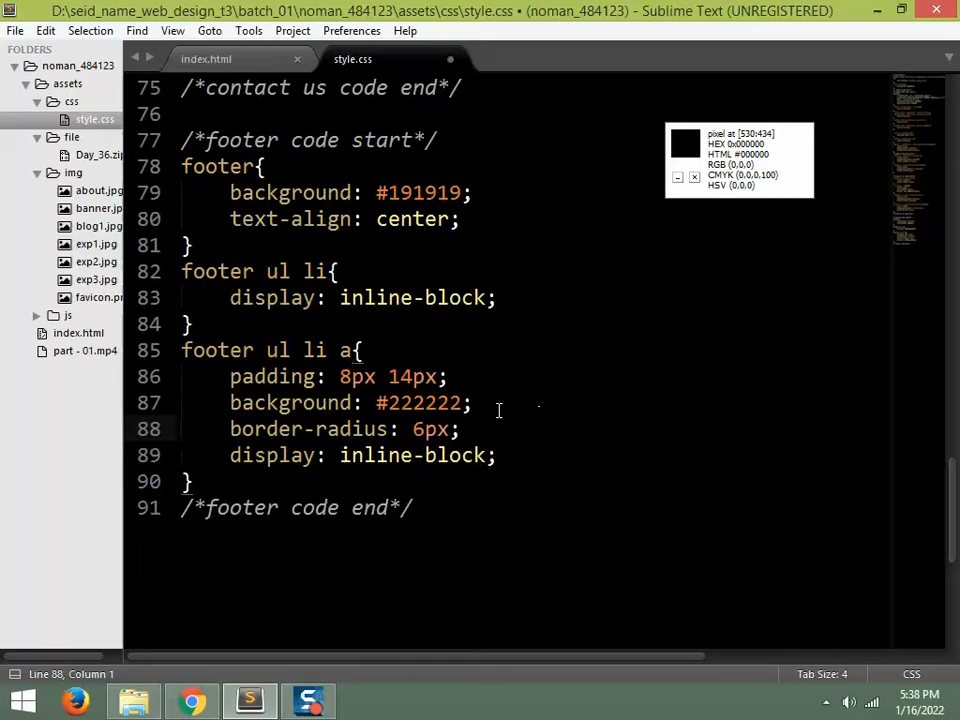 D:\seid_name_web_design_t3\batch_01\noman_484123\assets\css\style.css • (noman_484123) - Sublime Text (UNREGISTERED)
File Edit Selection Find View Goto Tools Project Preferences Help
FOLDERS
noman_484123
assets
css
style.css
file
Day_36.zip
img
about.jpg
banner.jp
blog1.jpg
exp1.jpg
exp2.jpg
exp3.jpg
favicon.pr
js
index.html
part - 01.mp4
index.html
style.css
75 /*contact us code end*/
76
77 /*footer code start*/
78 footer{
79 background: #191919;
80 text-align: center;
81 }
82 footer ul li{
83 display: inline-block;
84 }
85 footer ul li a{
86 padding: 8px 14px;
87 background: #222222;
88 border-radius: 6px;
89 display: inline-block;
90 }
91 /*footer code end*/
pixel at [530:434]
HEX 0x000000
HTML #000000
RGB (0,0,0)
CMYK (0,0,0,100)
HSV (0,0,0)
Line 88, Column 1
Tab Size: 4
CSS
5:38 PM
1/16/2022